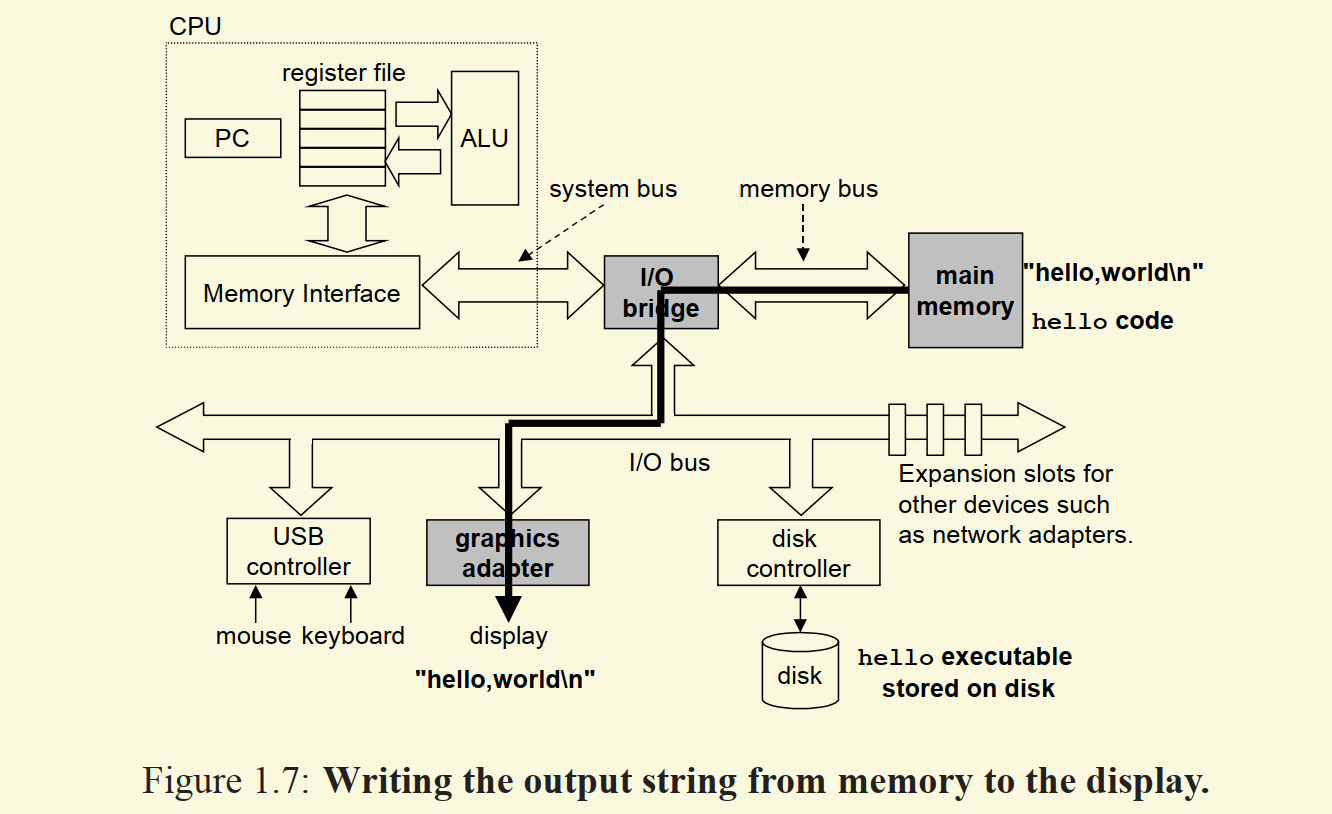 CPU
register file
PC
ALU
system bus
memory bus
Memory Interface
I/O
bridge
main
memory
"hello,world\n"
hello code
I/O bus
Expansion slots for
other devices such
as network adapters.
USB
controller
graphics
adapter
disk
controller
mouse
keyboard
display
"hello,world\n"
disk
hello executable
stored on disk
Figure 1.7: Writing the output string from memory to the display.